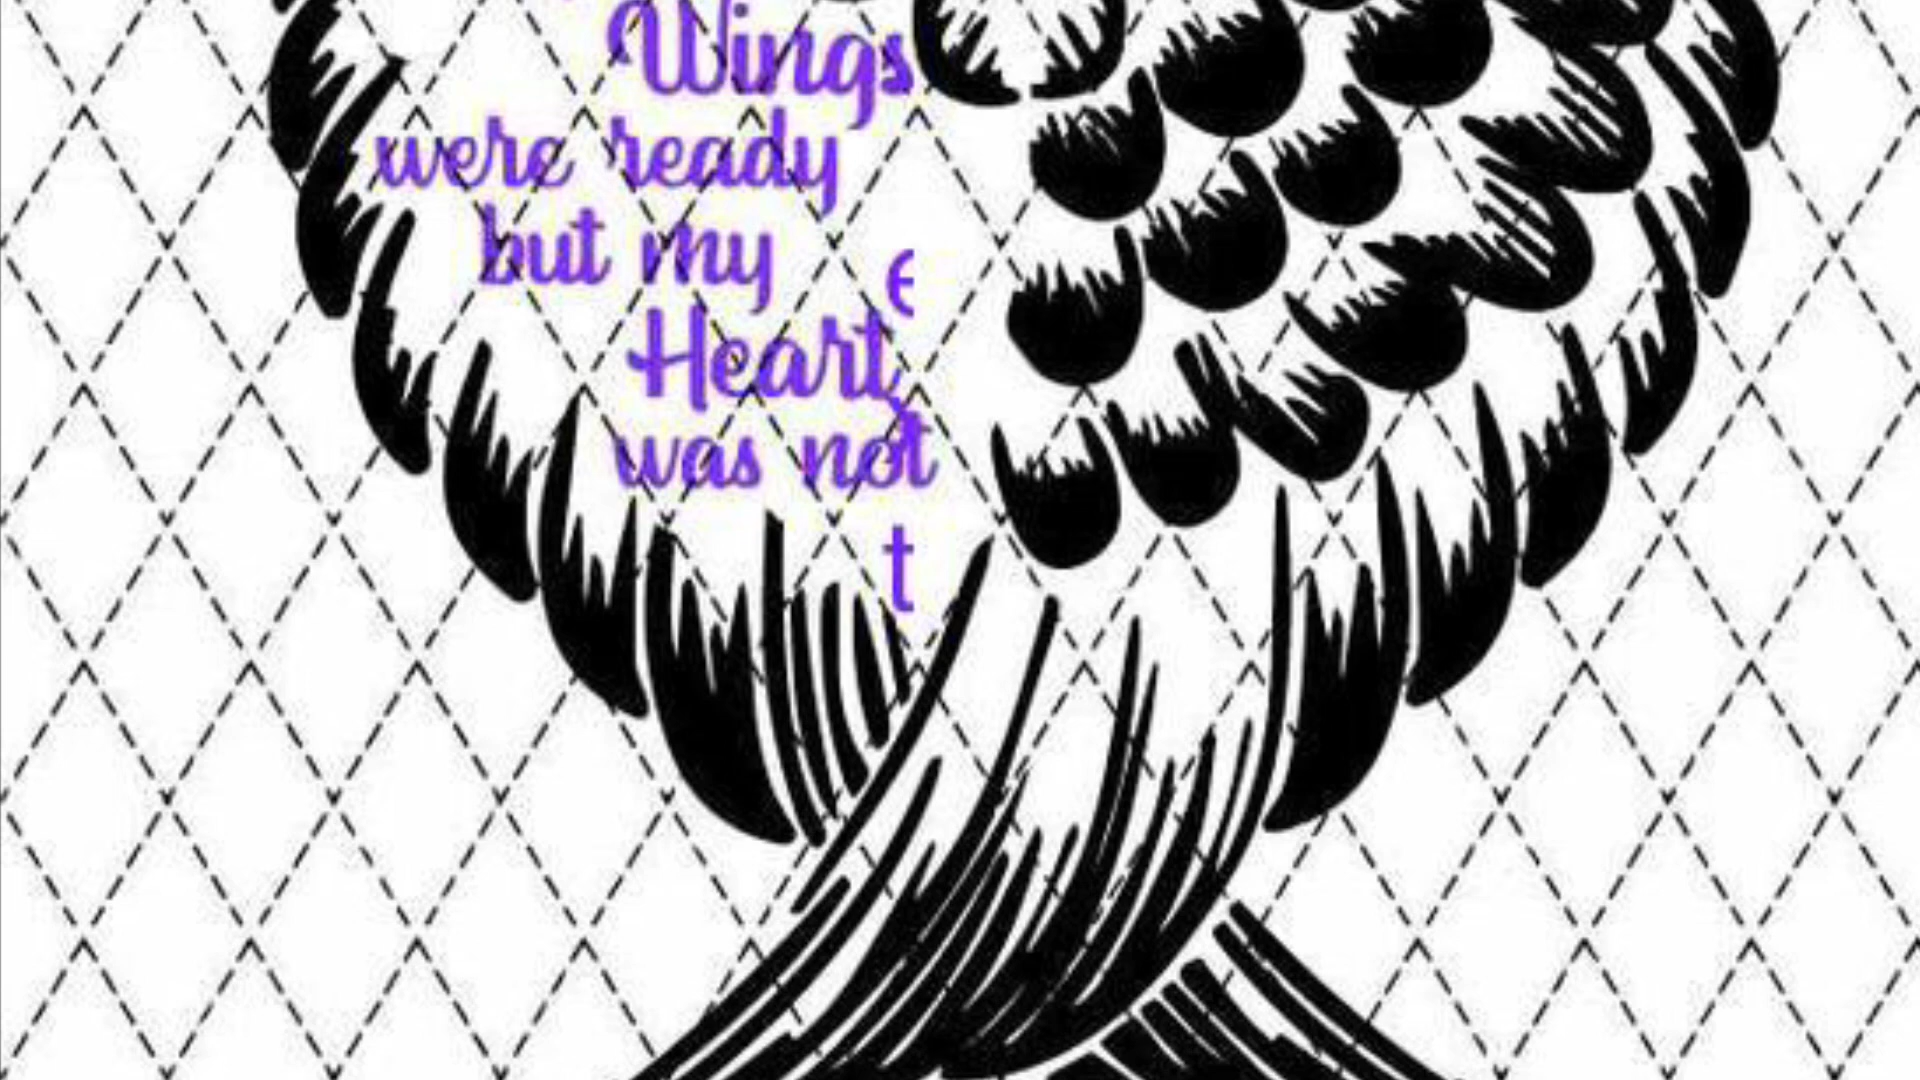 Wings
were ready
but my
e
Heart
was not
t